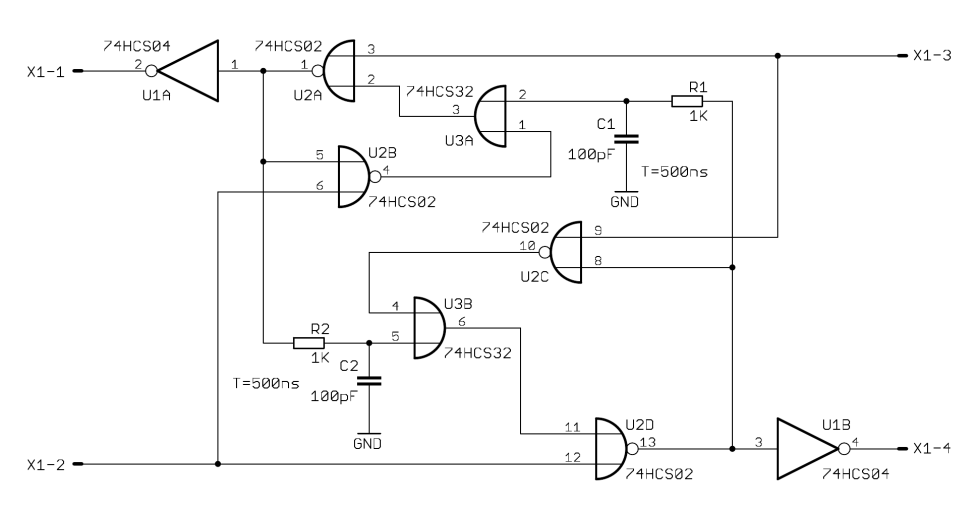 74HCS04
74HCS02
3
X1-3
X1-1
2
1
1
U1A
U2A
2
74HCS32
R1
3
2
1K
U3A
1
C1
100pF
T=500ns
5
U2B
4
6
74HCS02
GND
74HCS02
9
10
U2C
8
4
U3B
6
R2
5
1K
74HCS32
C2
T=500ns
100pF
GND
11
U2D
13
U1B
3
4
X1-4
X1-2
12
74HCS02
74HCS04